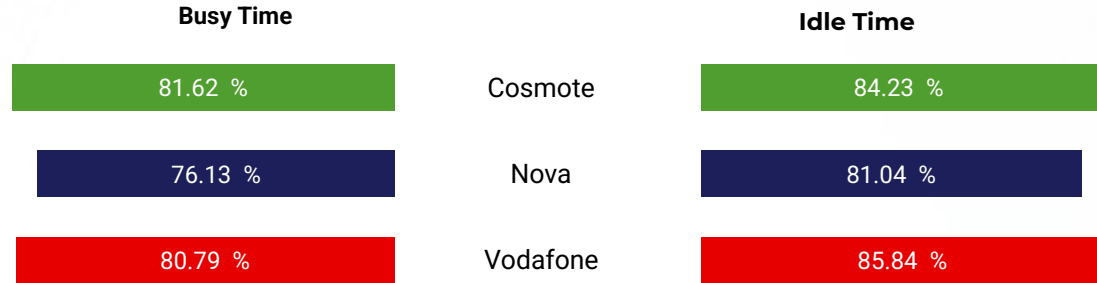 Busy Time
Idle Time
81.62 % Cosmote 84.23 %
76.13 % Nova 81.04 %
80.79 % Vodafone 85.84 %